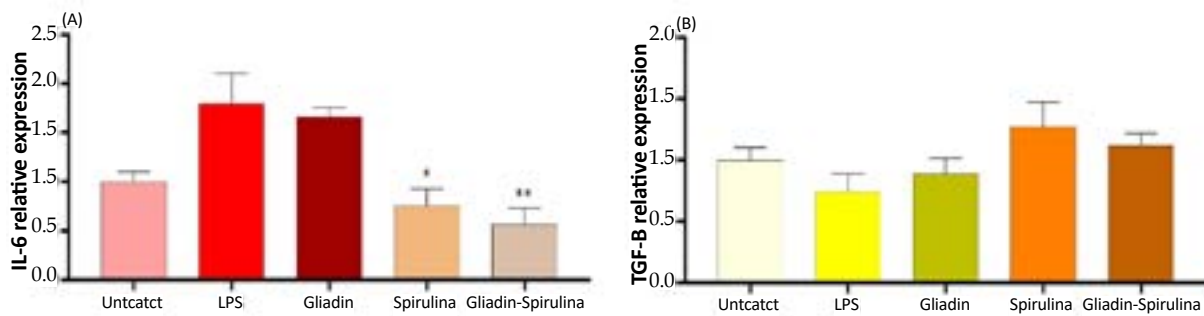 (A)
IL-6 relative expression
2.5
2.0
1.5
1.5
0.5
0.0
*
**
Untcatct LPS Gliadin Spirulina Gliadin-Spirulina
(B)
TGF-B relative expression
2.0
1.5
1.5
0.5
0.0
Untcatct LPS Gliadin Spirulina Gliadin-Spirulina